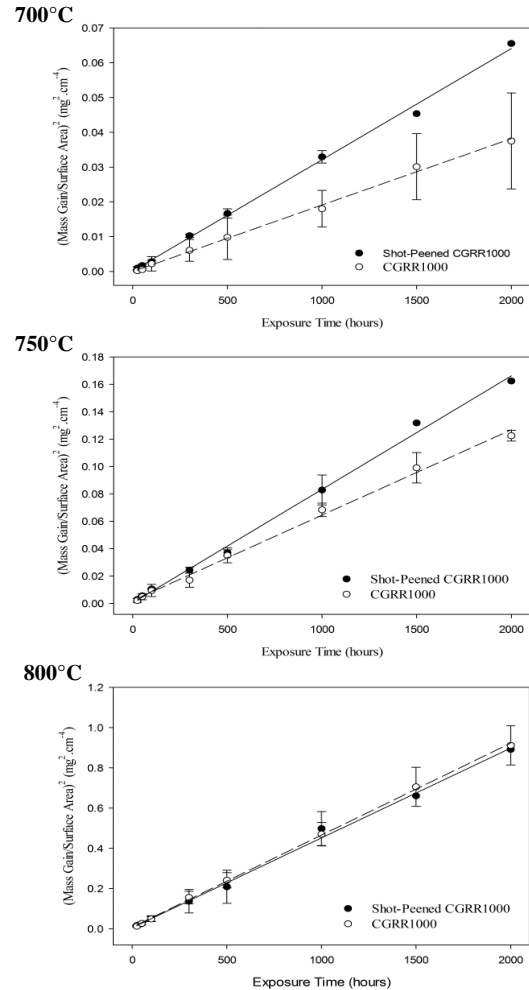 700°C
0.07
0.06
0.05
0.04
0.03
0.02
0.01
0.00
(Mass Gain/Surface Area)² (mg².cm⁻⁴)
Shot-Peened CGRR1000
CGRR1000
0 500 1000 1500 2000
Exposure Time (hours)
750°C
0.18
0.16
0.14
0.12
0.10
0.08
0.06
0.04
0.02
0.00
(Mass Gain/Surface Area)² (mg².cm⁻⁴)
Shot-Peened CGRR1000
CGRR1000
0 500 1000 1500 2000
Exposure Time (hours)
800°C
1.2
1.0
0.8
0.6
0.4
0.2
0.0
(Mass Gain/Surface Area)² (mg².cm⁻⁴)
Shot-Peened CGRR1000
CGRR1000
0 500 1000 1500 2000
Exposure Time (hours)